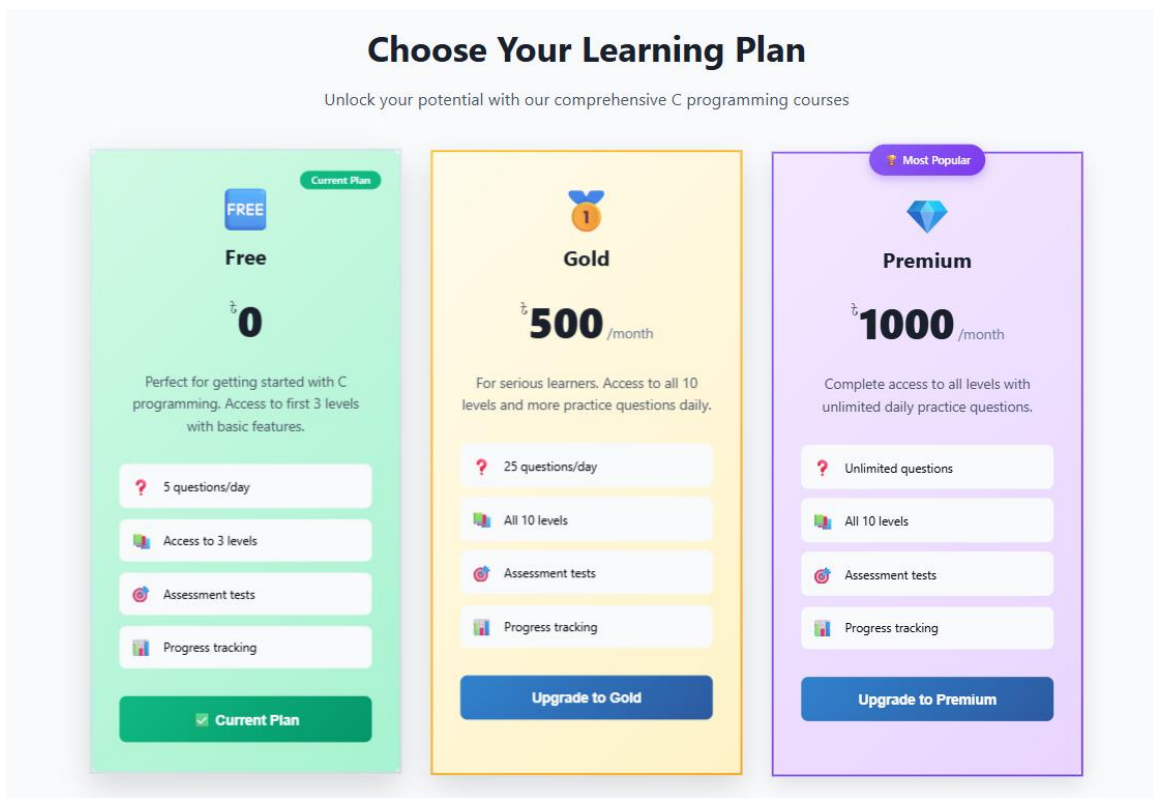 Choose Your Learning Plan
Unlock your potential with our comprehensive C programming courses
Current Plan
FREE
Free
৳0
Perfect for getting started with C
programming. Access to first 3 levels
with basic features.
5 questions/day
Access to 3 levels
Assessment tests
Progress tracking
Current Plan
1
Gold
৳500 /month
For serious learners. Access to all 10
levels and more practice questions daily.
25 questions/day
All 10 levels
Assessment tests
Progress tracking
Upgrade to Gold
Most Popular
Premium
৳1000 /month
Complete access to all levels with
unlimited daily practice questions.
Unlimited questions
All 10 levels
Assessment tests
Progress tracking
Upgrade to Premium